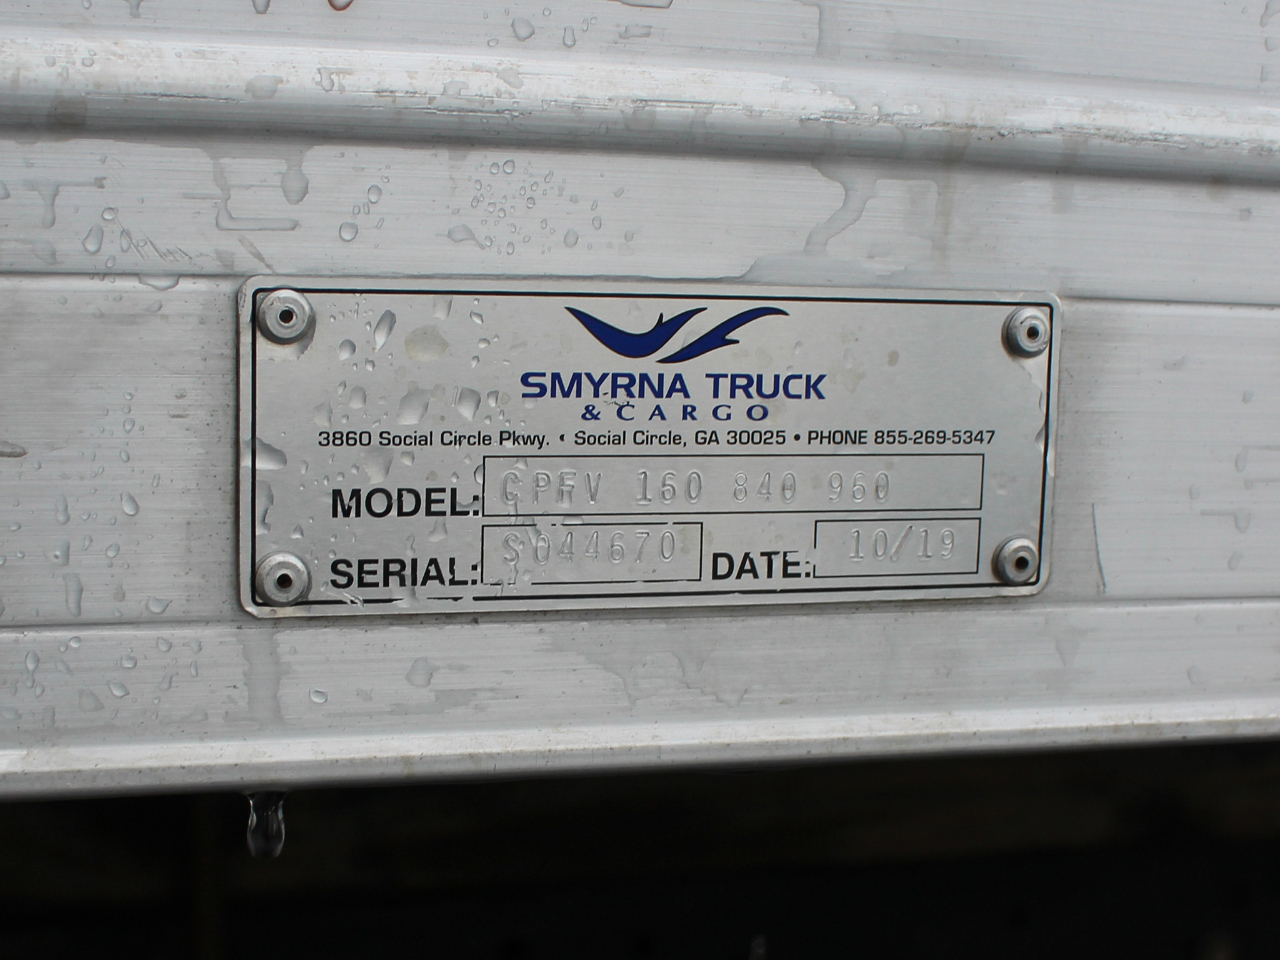 SMYRNA TRUCK
& CARGO
3860 Social Circle Pkwy. • Social Circle, GA 30025 • PHONE 855-269-5347
MODEL: CPFV 160 840 960
SERIAL: S044670 DATE: 10/19